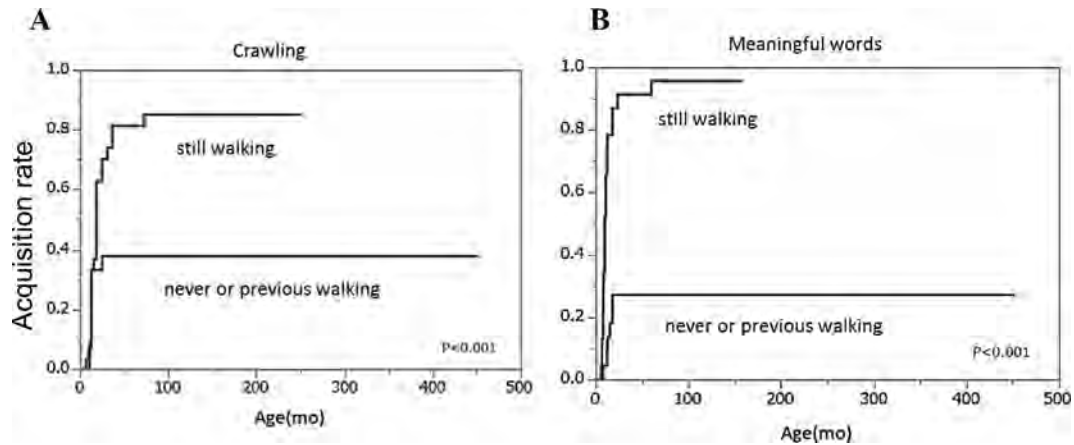 A
Crawling
Acquisition rate
1.0
0.8
0.6
0.4
0.2
0.0
still walking
never or previous walking
P<0.001
0 100 200 300 400 500
Age(mo)
B
Meaningful words
1.0
0.8
0.6
0.4
0.2
0.0
still walking
never or previous walking
P<0.001
0 100 200 300 400 500
Age(mo)